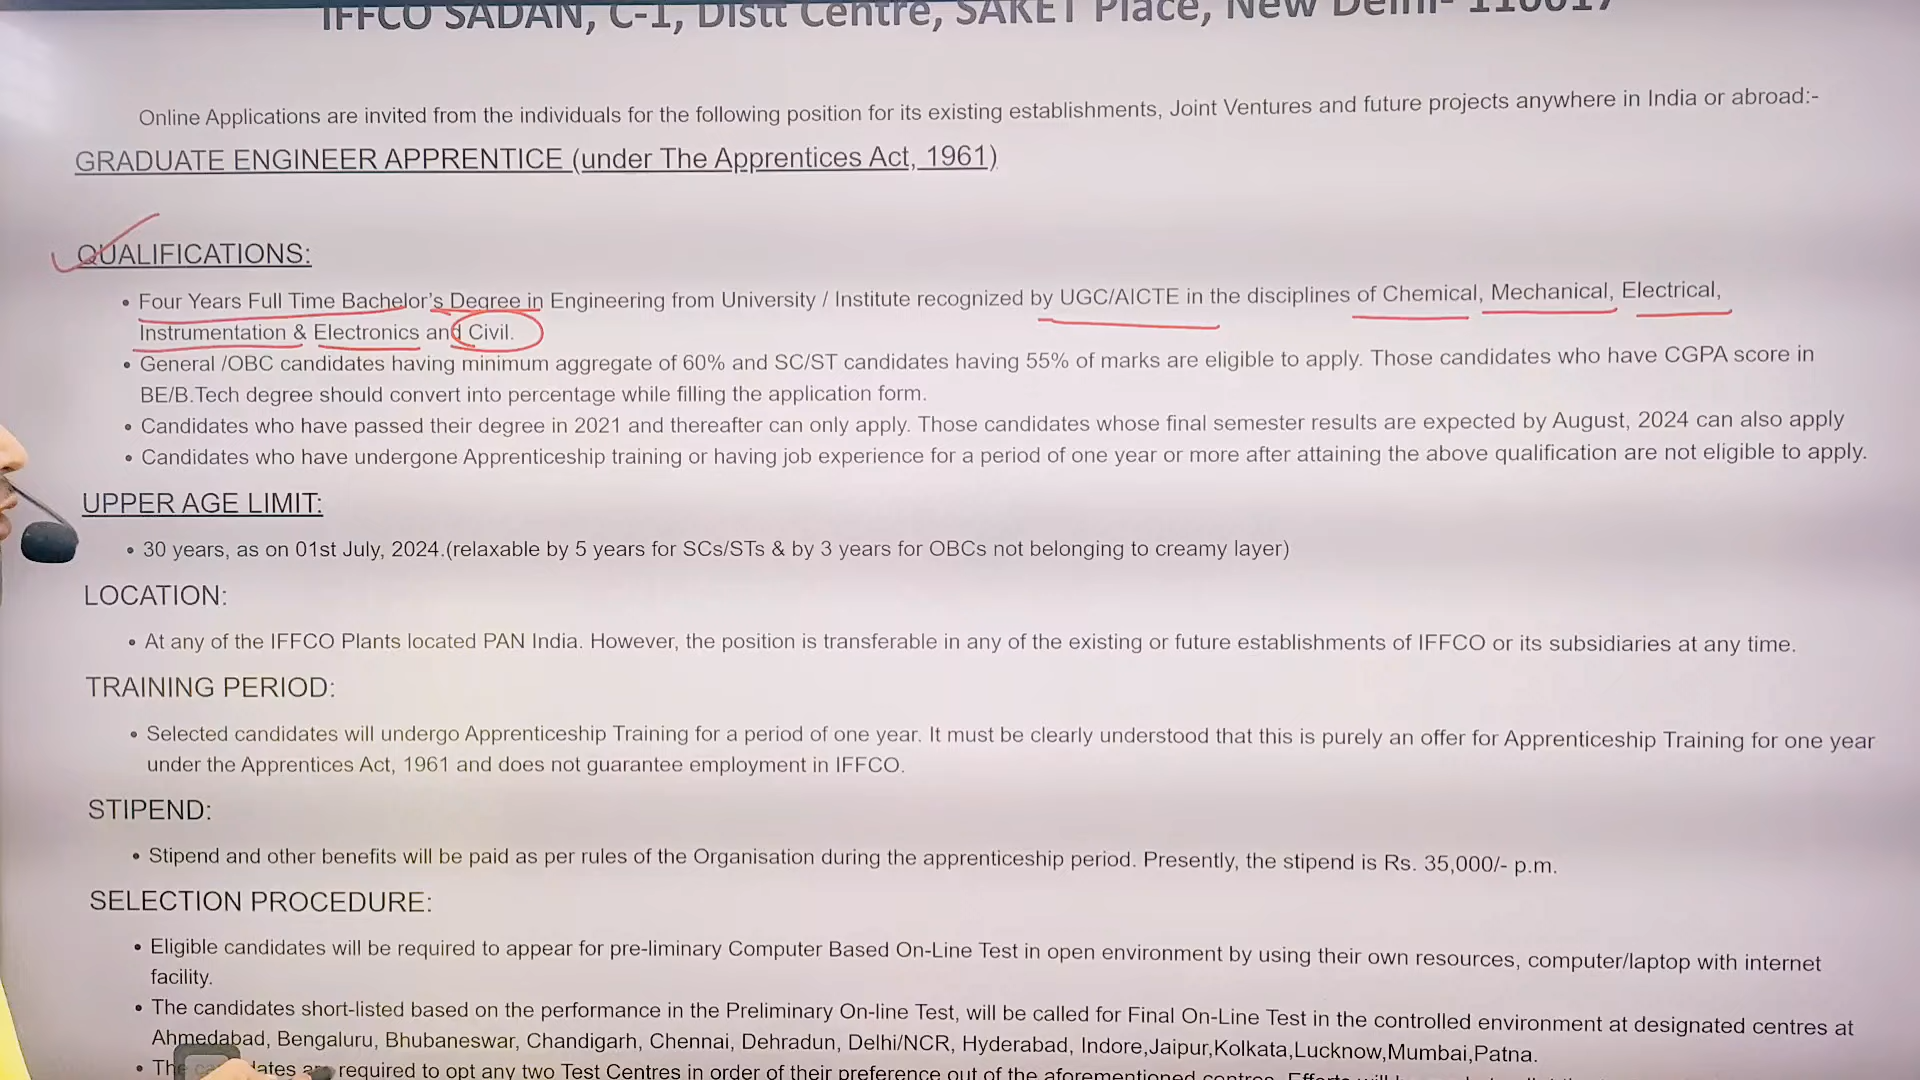 IFFCO SADAN, C-1, Distt Centre, SAKET Place, New Delhi- 110017
Online Applications are invited from the individuals for the following position for its existing establishments, Joint Ventures and future projects anywhere in India or abroad:-
GRADUATE ENGINEER APPRENTICE (under The Apprentices Act, 1961)
QUALIFICATIONS:
• Four Years Full Time Bachelor's Degree in Engineering from University / Institute recognized by UGC/AICTE in the disciplines of Chemical, Mechanical, Electrical,
Instrumentation & Electronics and Civil.
• General /OBC candidates having minimum aggregate of 60% and SC/ST candidates having 55% of marks are eligible to apply. Those candidates who have CGPA score in
BE/B.Tech degree should convert into percentage while filling the application form.
• Candidates who have passed their degree in 2021 and thereafter can only apply. Those candidates whose final semester results are expected by August, 2024 can also apply
• Candidates who have undergone Apprenticeship training or having job experience for a period of one year or more after attaining the above qualification are not eligible to apply.
UPPER AGE LIMIT:
• 30 years, as on 01st July, 2024.(relaxable by 5 years for SCs/STs & by 3 years for OBCs not belonging to creamy layer)
LOCATION:
• At any of the IFFCO Plants located PAN India. However, the position is transferable in any of the existing or future establishments of IFFCO or its subsidiaries at any time.
TRAINING PERIOD:
• Selected candidates will undergo Apprenticeship Training for a period of one year. It must be clearly understood that this is purely an offer for Apprenticeship Training for one year
under the Apprentices Act, 1961 and does not guarantee employment in IFFCO.
STIPEND:
• Stipend and other benefits will be paid as per rules of the Organisation during the apprenticeship period. Presently, the stipend is Rs. 35,000/- p.m.
SELECTION PROCEDURE:
• Eligible candidates will be required to appear for pre-liminary Computer Based On-Line Test in open environment by using their own resources, computer/laptop with internet
facility.
• The candidates short-listed based on the performance in the Preliminary On-line Test, will be called for Final On-Line Test in the controlled environment at designated centres at
Ahmedabad, Bengaluru, Bhubaneswar, Chandigarh, Chennai, Dehradun, Delhi/NCR, Hyderabad, Indore,Jaipur,Kolkata,Lucknow,Mumbai,Patna.
• required to opt any two Test Centres in order of their preference out of the aforementioned centres.